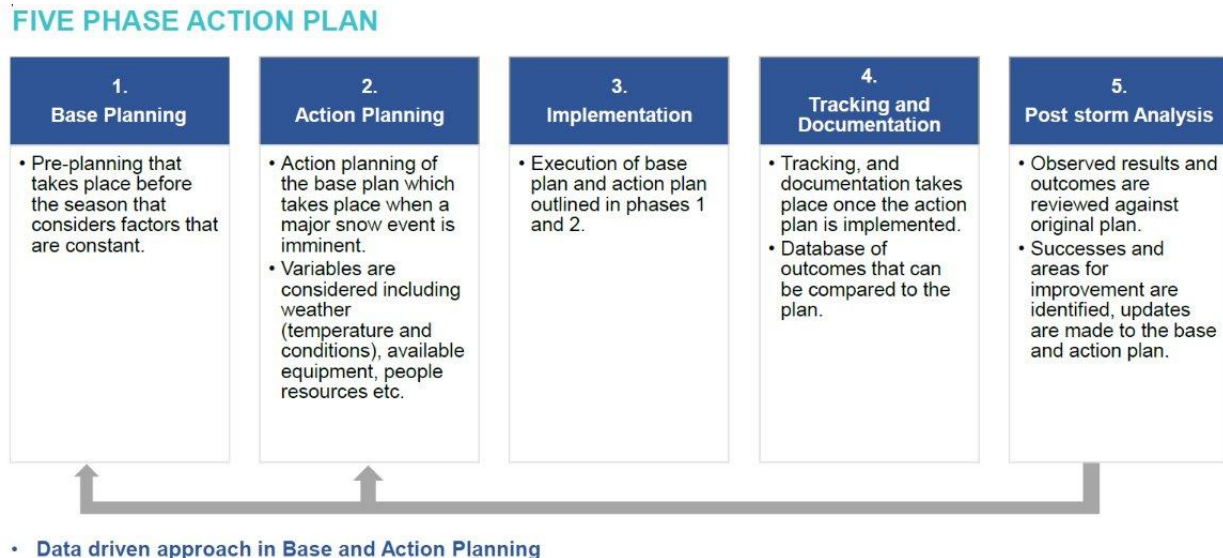 FIVE PHASE ACTION PLAN
1.
Base Planning
• Pre-planning that
takes place before
the season that
considers factors that
are constant.
2.
Action Planning
• Action planning of
the base plan which
takes place when a
major snow event is
imminent.
• Variables are
considered including
weather
(temperature and
conditions), available
equipment, people
resources etc.
3.
Implementation
• Execution of base
plan and action plan
outlined in phases 1
and 2.
4.
Tracking and
Documentation
• Tracking, and
documentation takes
place once the action
plan is implemented.
• Database of
outcomes that can
be compared to the
plan.
5.
Post storm Analysis
• Observed results and
outcomes are
reviewed against
original plan.
• Successes and
areas for
improvement are
identified, updates
are made to the base
and action plan.
• Data driven approach in Base and Action Planning